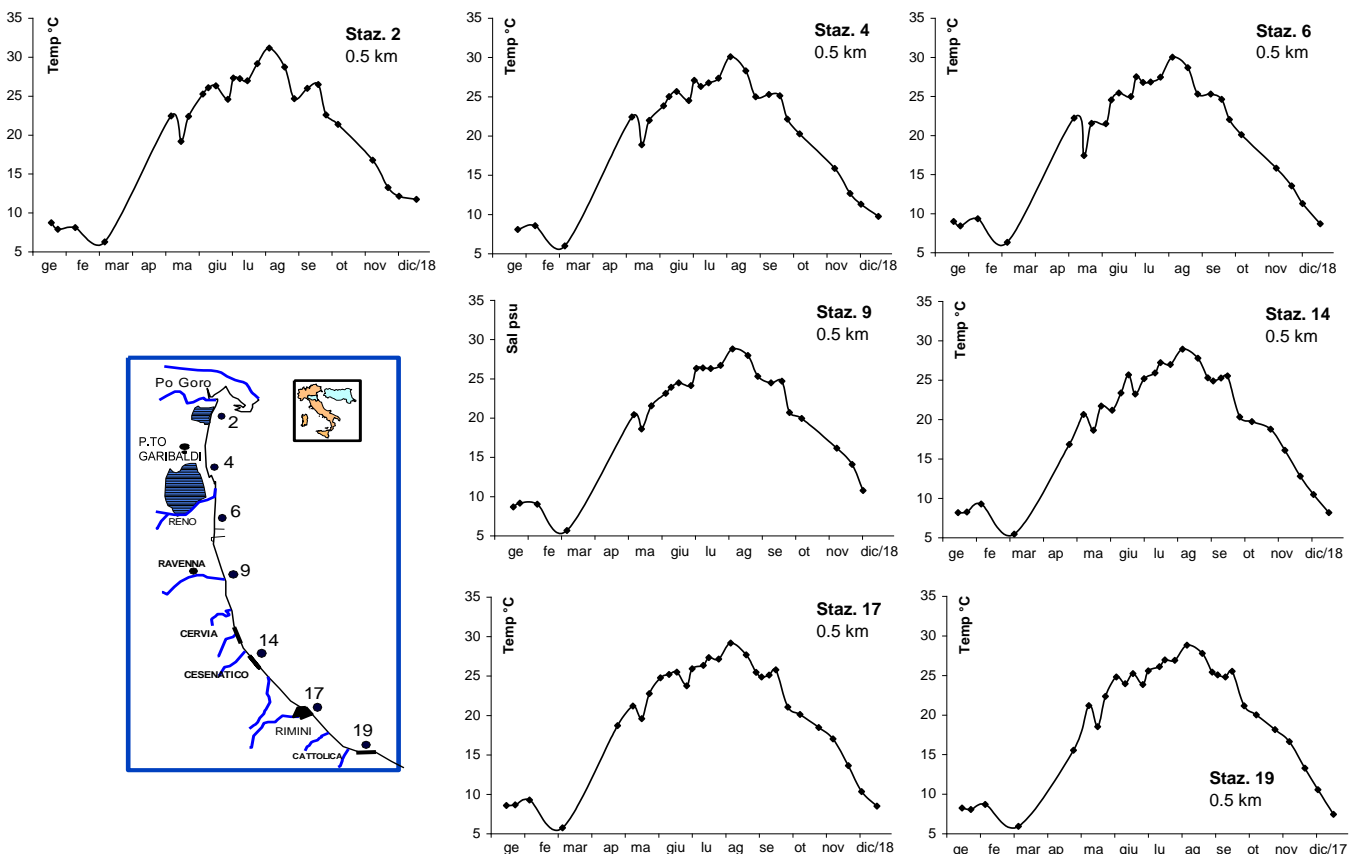 35
30
25
20
15
10
5
Temp °C
Staz. 2
0.5 km
ge fe mar ap ma giu lu ag se ot nov dic/18
35
30
25
20
15
10
5
Temp °C
Staz. 4
0.5 km
ge fe mar ap ma giu lu ag se ot nov dic/18
35
30
25
20
15
10
5
Temp °C
Staz. 6
0.5 km
ge fe mar ap ma giu lu ag se ot nov dic/18
Po Goro
2
P.TO
GARIBALDI
4
6
RENO
RAVENNA
9
CERVIA
14
CESENATICO
17
RIMINI
19
CATTOLICA
35
30
25
20
15
10
5
Sal psu
Staz. 9
0.5 km
ge fe mar ap ma giu lu ag se ot nov dic/18
35
30
25
20
15
10
5
Temp °C
Staz. 14
0.5 km
ge fe mar ap ma giu lu ag se ot nov dic/18
35
30
25
20
15
10
5
Temp °C
Staz. 17
0.5 km
ge fe mar ap ma giu lu ag se ot nov dic/18
35
30
25
20
15
10
5
Temp °C
Staz. 19
0.5 km
ge fe mar ap ma giu lu ag se ot nov dic/17